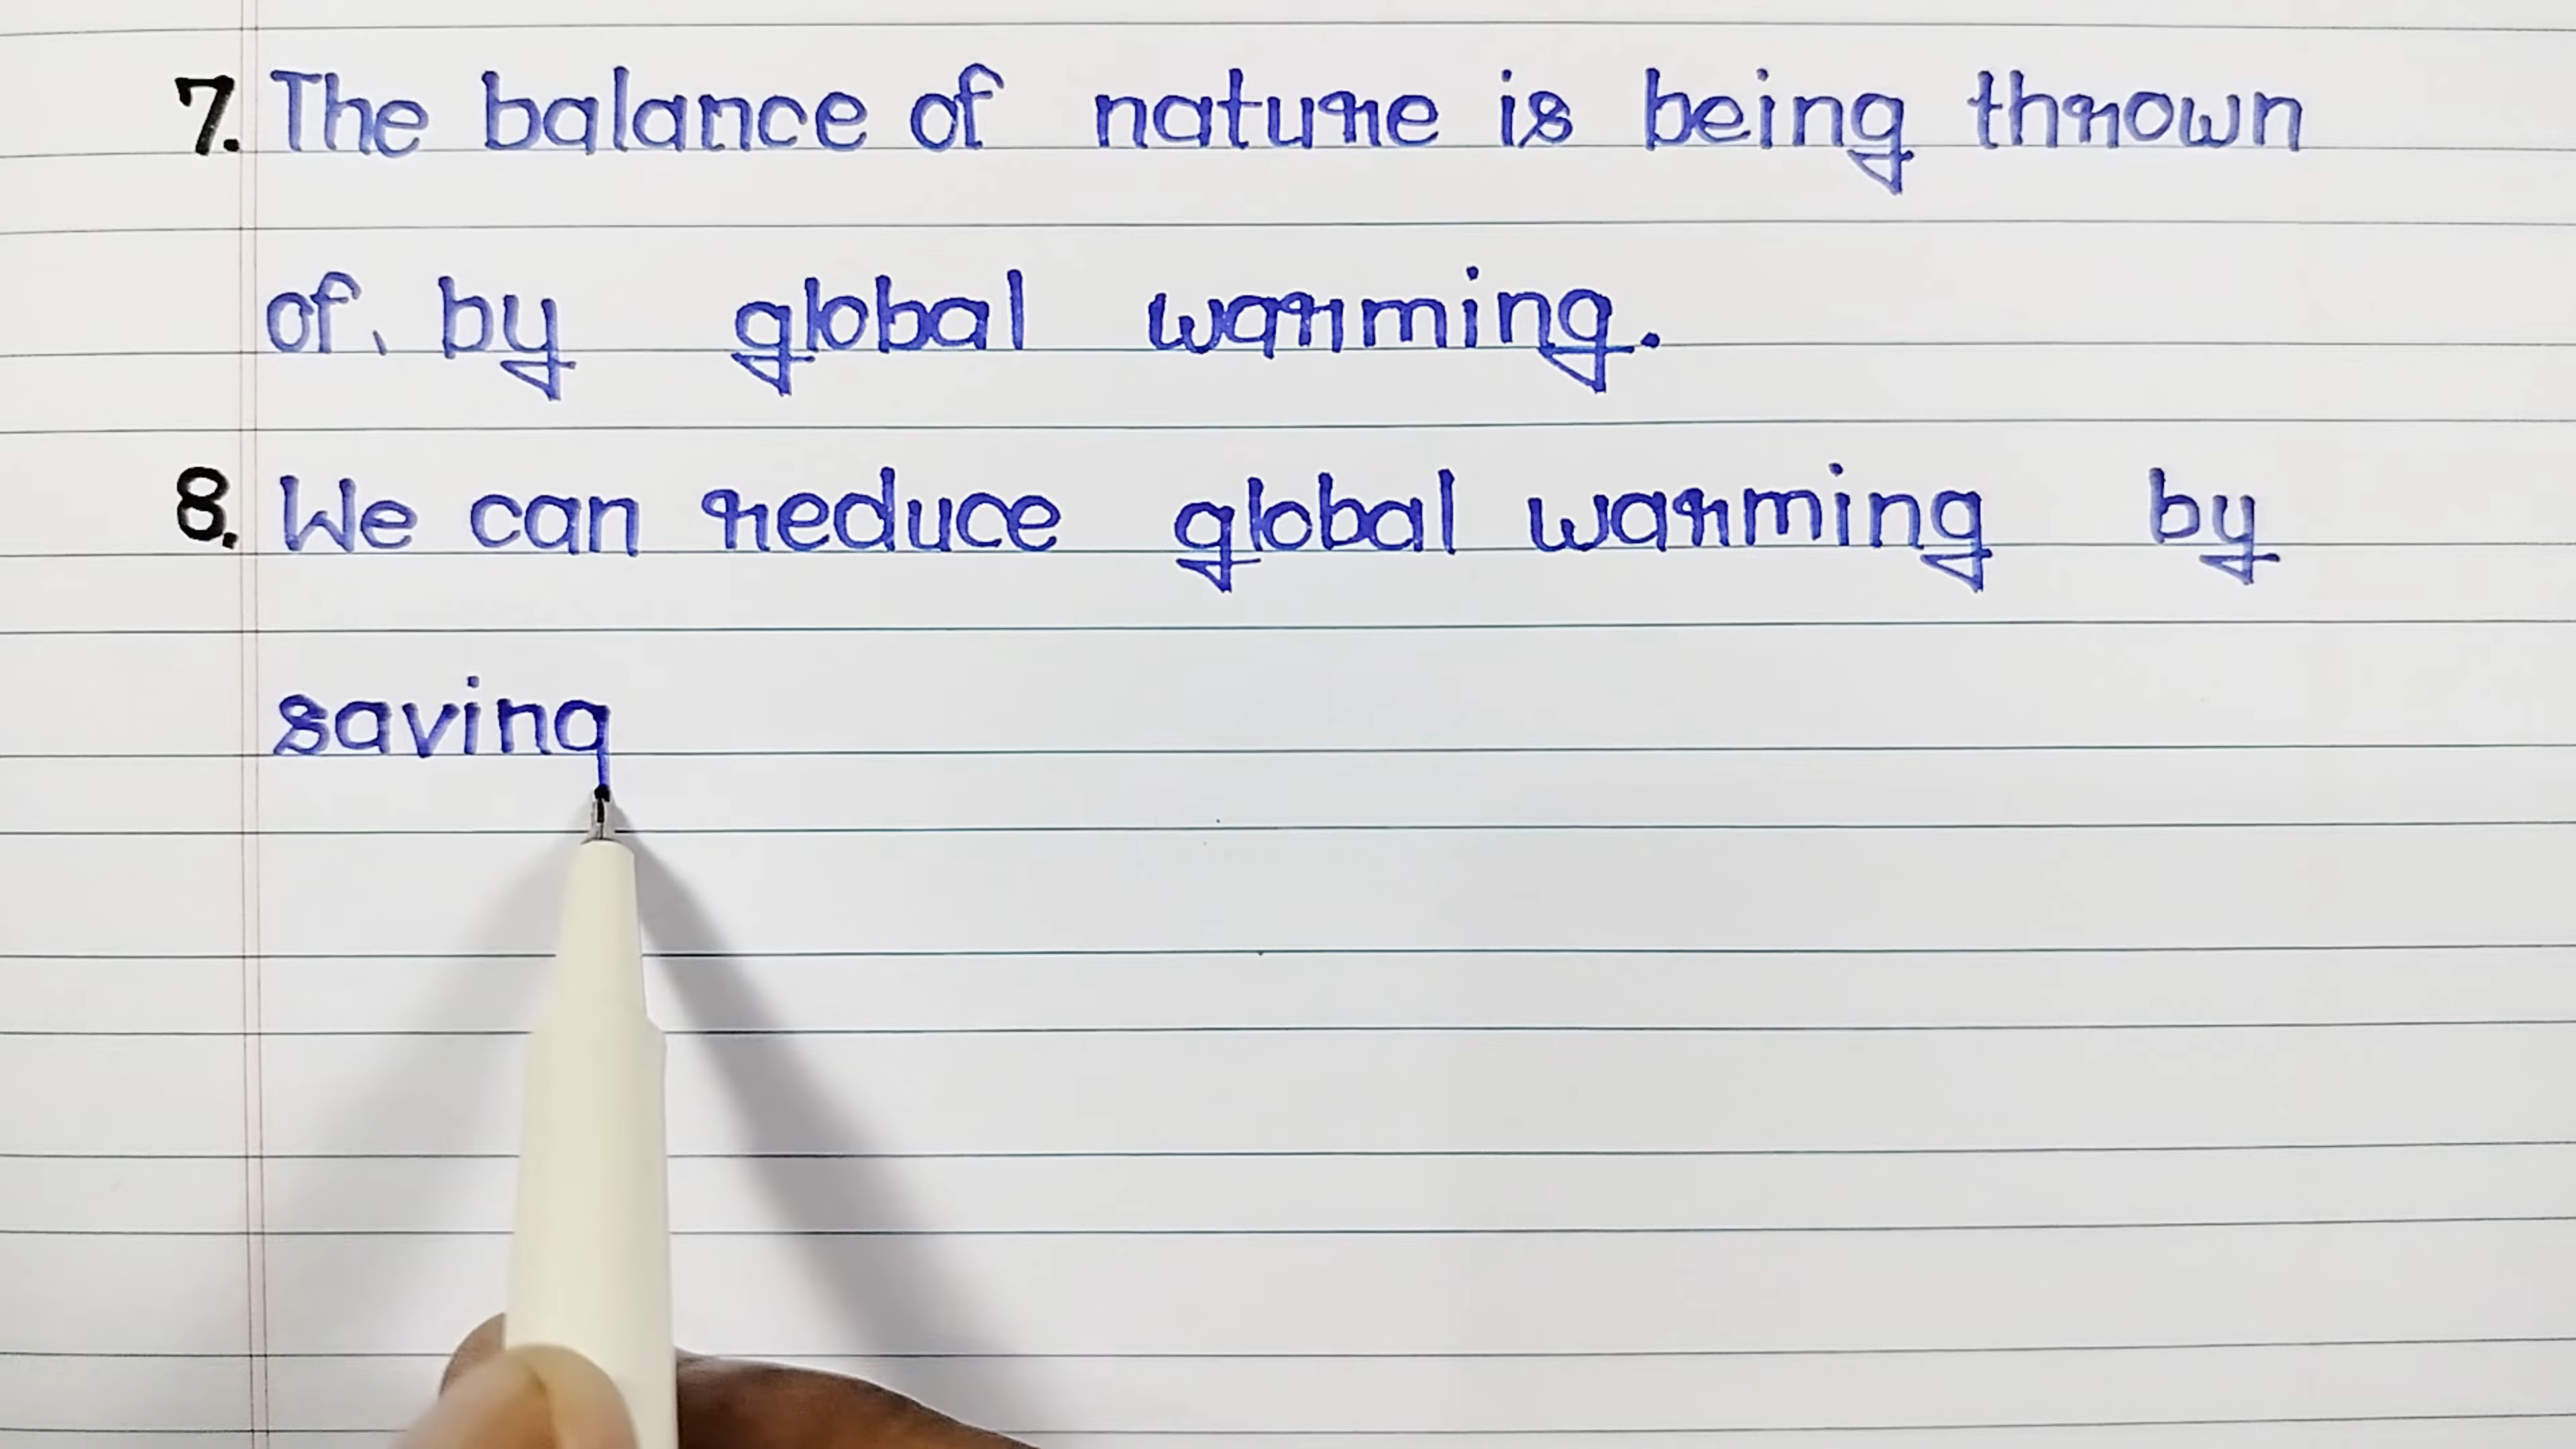 7. The balance of nature is being thrown
of, by global warming.
8. We can reduce global warming by
saving